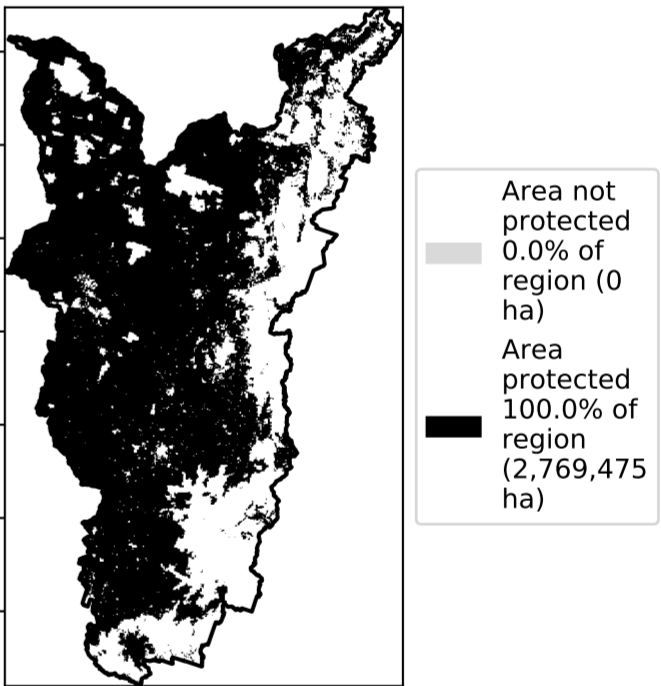 Area not
protected
0.0% of
region (0
ha)
Area
protected
100.0% of
region
(2,769,475
ha)